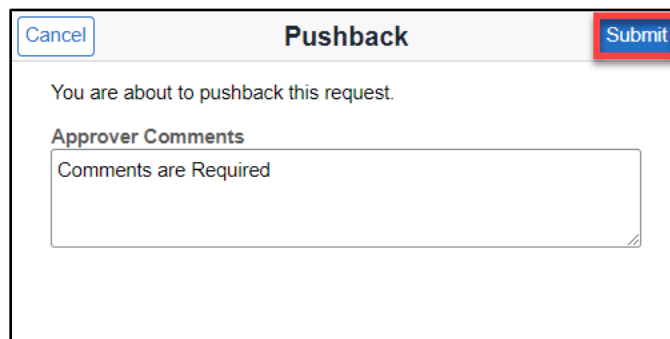 Cancel
Pushback
Submit
You are about to pushback this request.
Approver Comments
Comments are Required